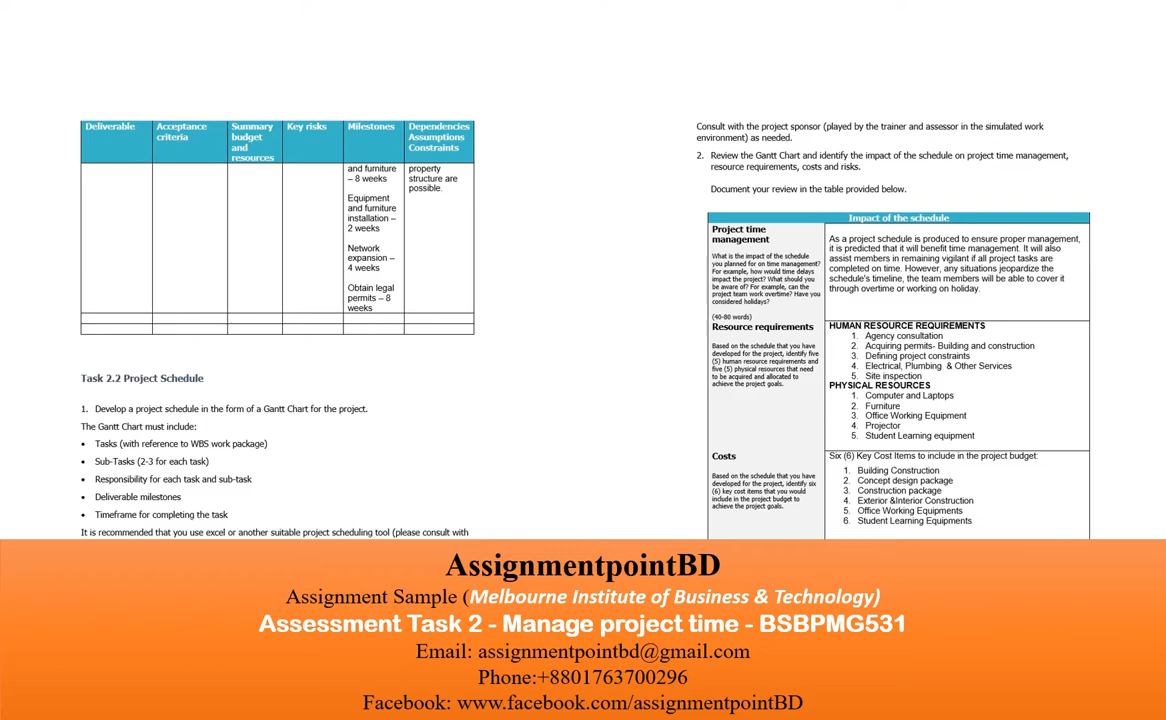 Deliverable
Acceptance
criteria
Summary
budget
and
resources
Key risks
Milestones
Dependencies
Assumptions
Constraints
and furniture
– 8 weeks
Equipment
and furniture
installation –
2 weeks
Network
expansion –
4 weeks
Obtain legal
permits – 8
weeks
property
structure are
possible.
Task 2.2 Project Schedule
1. Develop a project schedule in the form of a Gantt Chart for the project.
The Gantt Chart must include:
• Tasks (with reference to WBS work package)
• Sub-Tasks (2-3 for each task)
• Responsibility for each task and sub-task
• Deliverable milestones
• Timeframe for completing the task
It is recommended that you use excel or another suitable project scheduling tool (please consult with
Consult with the project sponsor (played by the trainer and assessor in the simulated work
environment) as needed.
2. Review the Gantt Chart and identify the impact of the schedule on project time management,
resource requirements, costs and risks.
Document your review in the table provided below.
Impact of the schedule
Project time
management
What is the impact of the schedule
you planned for on time management?
For example, how would time delays
impact the project? What should you
be aware of? For example, can the
project team work overtime? Have you
considered holidays?
(40-80 words)
As a project schedule is produced to ensure proper management,
it is predicted that it will benefit time management. It will also
assist members in remaining vigilant if all project tasks are
completed on time. However, any situations jeopardize the
schedule's timeline, the team members will be able to cover it
through overtime or working on holiday.
Resource requirements
Based on the schedule that you have
developed for the project, identify five
(5) human resource requirements and
five (5) physical resources that need
to be acquired and allocated to
achieve the project goals.
HUMAN RESOURCE REQUIREMENTS
1. Agency consultation
2. Acquiring permits- Building and construction
3. Defining project constraints
4. Electrical, Plumbing & Other Services
5. Site inspection
PHYSICAL RESOURCES
1. Computer and Laptops
2. Furniture
3. Office Working Equipment
4. Projector
5. Student Learning equipment
Costs
Based on the schedule that you have
developed for the project, identify six
(6) key cost items that you would
include in the project budget to
achieve the project goals.
Six (6) Key Cost Items to include in the project budget:
1. Building Construction
2. Concept design package
3. Construction package
4. Exterior &Interior Construction
5. Office Working Equipments
6. Student Learning Equipments
AssignmentpointBD
Assignment Sample (Melbourne Institute of Business & Technology)
Assessment Task 2 - Manage project time - BSBPMG531
Email: assignmentpointbd@gmail.com
Phone:+8801763700296
Facebook: www.facebook.com/assignmentpointBD